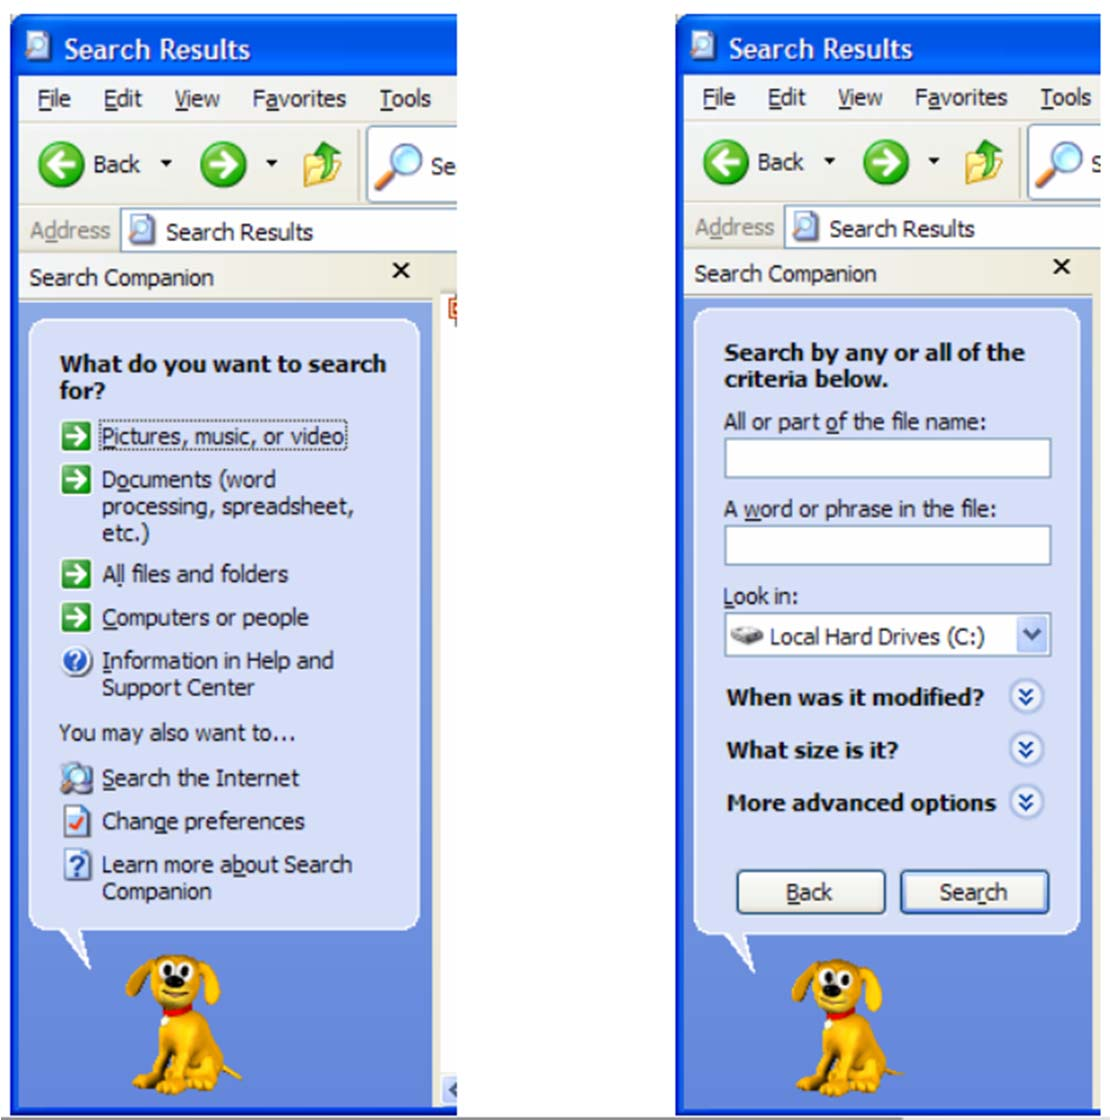 Search Results
File Edit View Favorites Tools
Back Se
Address Search Results
Search Companion
What do you want to search
for?
Pictures, music, or video
Documents (word
processing, spreadsheet,
etc.)
All files and folders
Computers or people
Information in Help and
Support Center
You may also want to...
Search the Internet
Change preferences
Learn more about Search
Companion
Search Results
File Edit View Favorites Tools
Back S
Address Search Results
Search Companion
Search by any or all of the
criteria below.
All or part of the file name:
A word or phrase in the file:
Look in:
Local Hard Drives (C:)
When was it modified?
What size is it?
More advanced options
Back Search